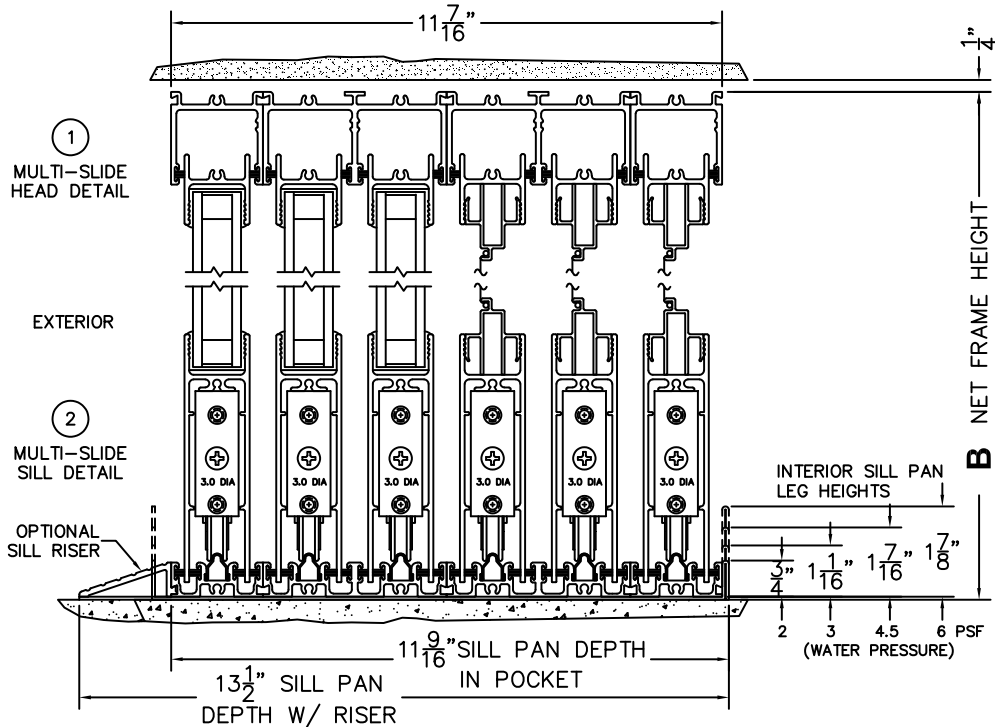 11 7/16"
1/4"
1
MULTI-SLIDE
HEAD DETAIL
EXTERIOR
NET FRAME HEIGHT
B
2
MULTI-SLIDE
SILL DETAIL
3.0 DIA
3.0 DIA
3.0 DIA
3.0 DIA
3.0 DIA
3.0 DIA
INTERIOR SILL PAN
LEG HEIGHTS
OPTIONAL
SILL RISER
3/4"
1 1/16"
1 7/16"
1 7/8"
2 3 4.5 6 PSF
(WATER PRESSURE)
11 9/16" SILL PAN DEPTH
IN POCKET
13 1/2" SILL PAN
DEPTH W/ RISER